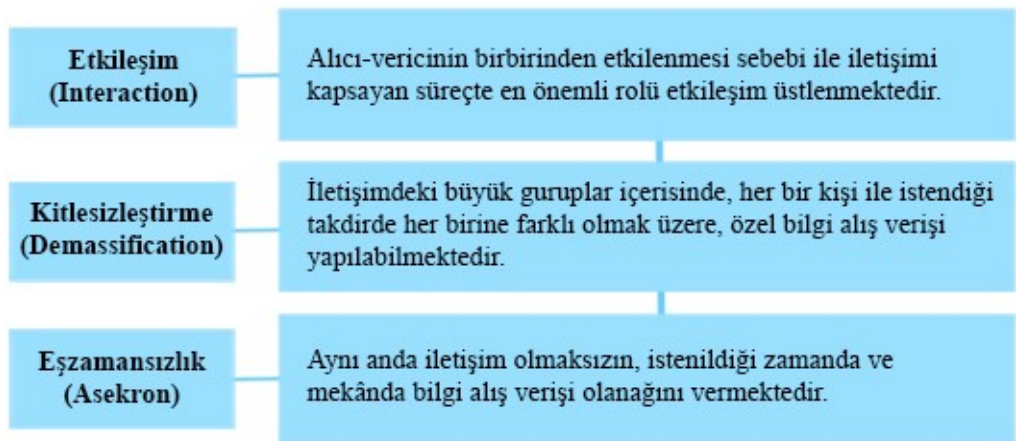 Etkileşim
(Interaction)
Alıcı-vericinin birbirinden etkilenmesi sebebi ile iletişimi
kapsayan süreçte en önemli rolü etkileşim üstlenmektedir.
Kitlesizleştirme
(Demassification)
İletişimdeki büyük guruplar içerisinde, her bir kişi ile istendiği
takdirde her birine farklı olmak üzere, özel bilgi alış verişi
yapılabilmektedir.
Eşzamansızlık
(Asekron)
Aynı anda iletişim olmaksızın, istenildiği zamanda ve
mekânda bilgi alış verişi olanağını vermektedir.